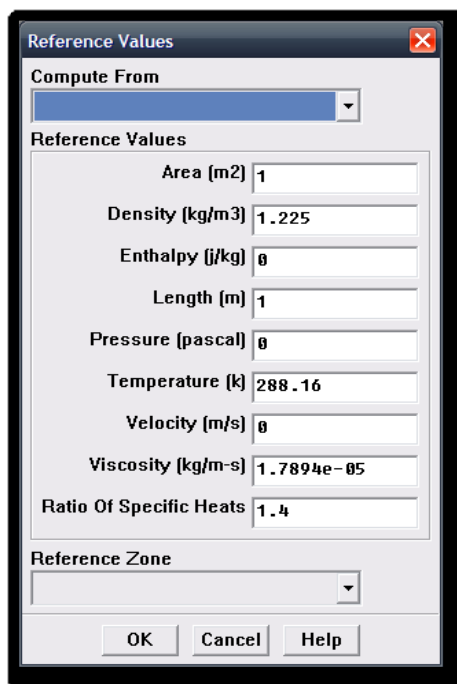 Reference Values
Compute From
Reference Values
Area (m2) 1
Density (kg/m3) 1.225
Enthalpy (j/kg) 0
Length (m) 1
Pressure (pascal) 0
Temperature (k) 288.16
Velocity (m/s) 0
Viscosity (kg/m-s) 1.7894e-05
Ratio Of Specific Heats 1.4
Reference Zone
OK Cancel Help